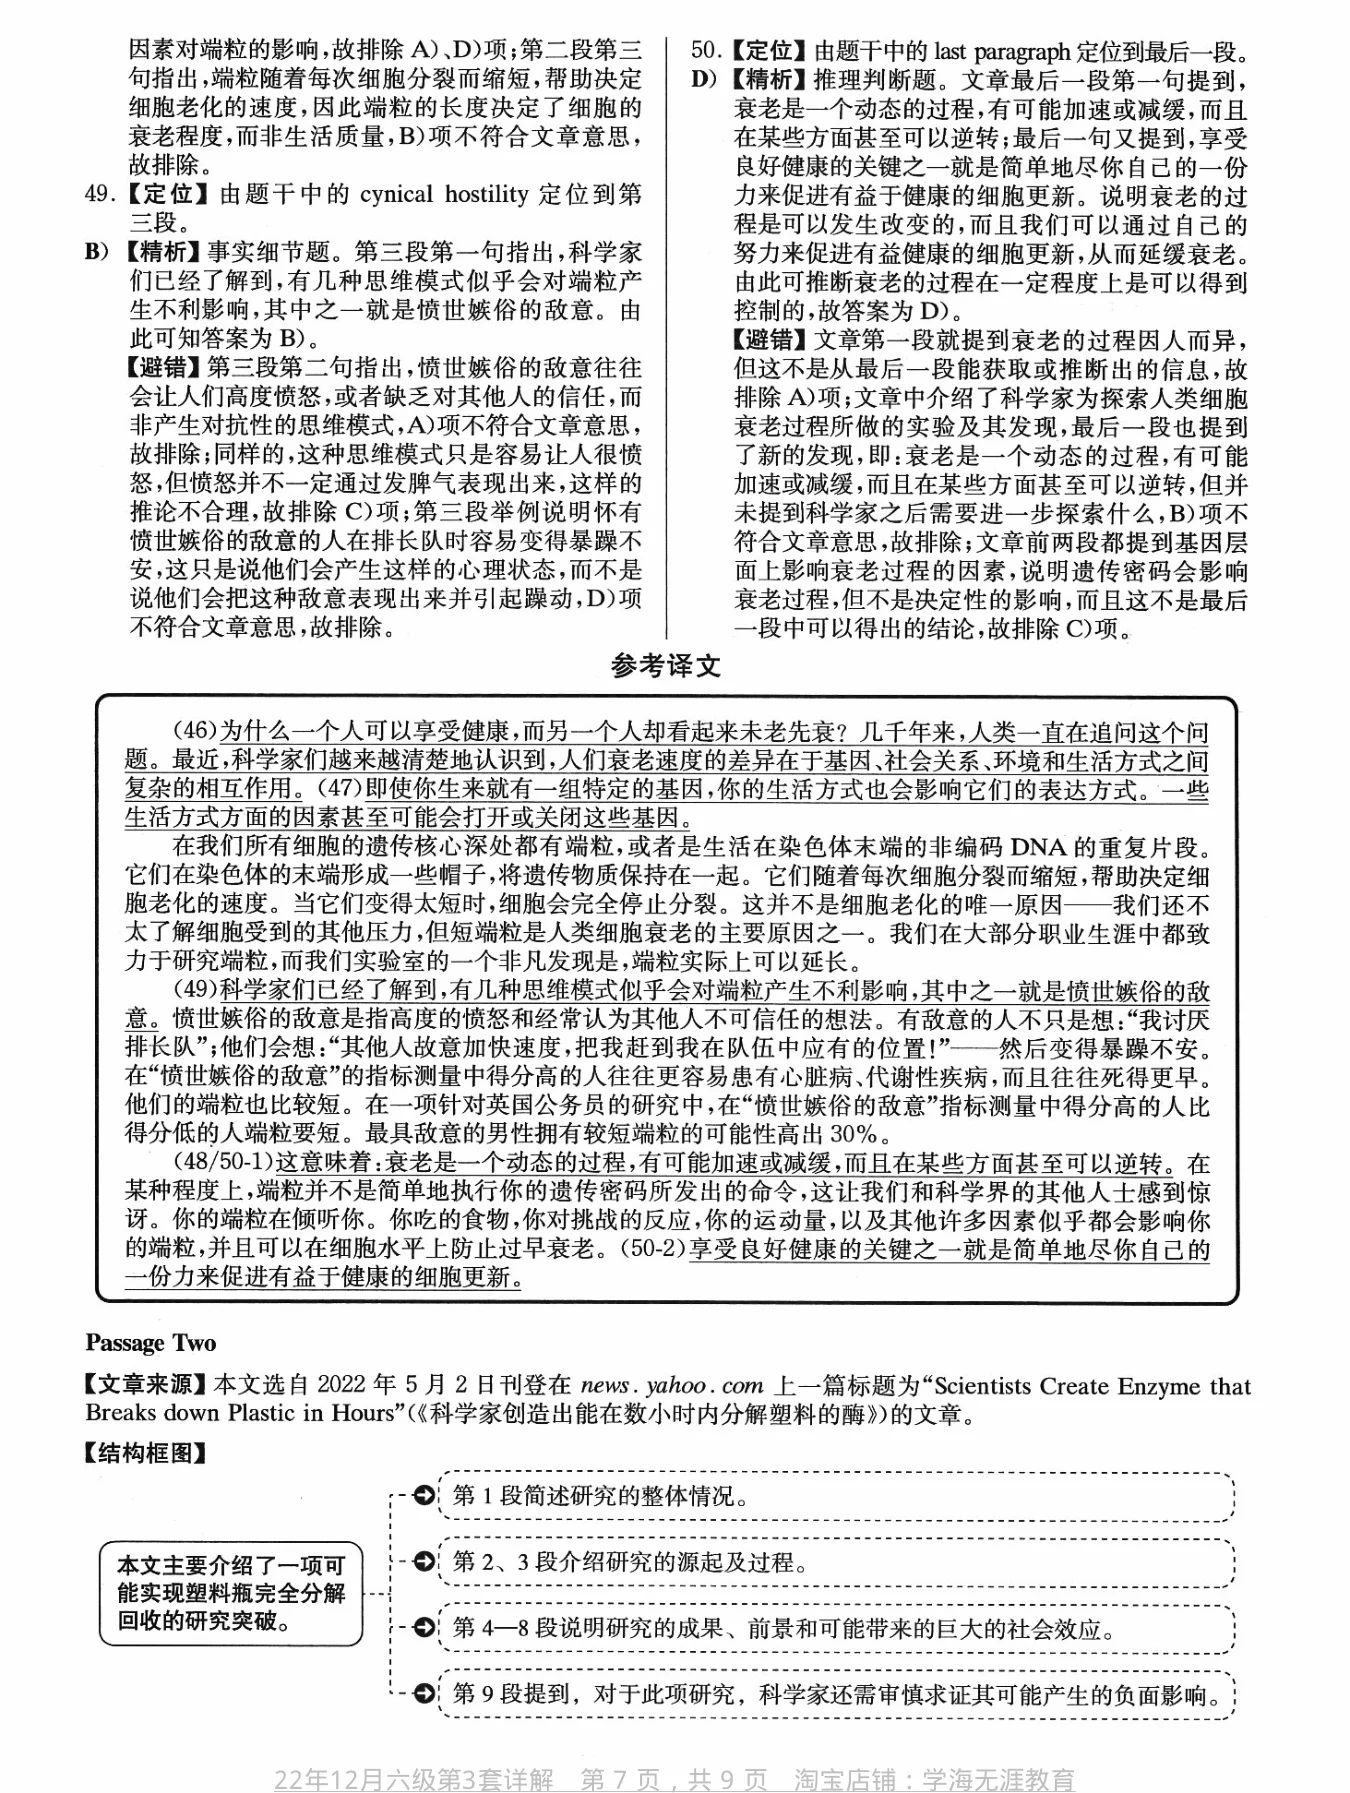 因素对端粒的影响,故排除 A)、D)项;第二段第三
句指出,端粒随着每次细胞分裂而缩短,帮助决定
细胞老化的速度,因此端粒的长度决定了细胞的
衰老程度,而非生活质量,B)项不符合文章意思,
故排除。
49.【定位】由题干中的 cynical hostility 定位到第
三段。
B)【精析】事实细节题。第三段第一句指出,科学家
们已经了解到,有几种思维模式似乎会对端粒产
生不利影响,其中之一就是愤世嫉俗的敌意。由
此可知答案为 B)。
【避错】第三段第二句指出,愤世嫉俗的敌意往往
会让人们高度愤怒,或者缺乏对其他人的信任,而
非产生对抗性的思维模式,A)项不符合文章意思,
故排除;同样的,这种思维模式只是容易让人很愤
怒,但愤怒并不一定通过发脾气表现出来,这样的
推论不合理,故排除 C)项;第三段举例说明怀有
愤世嫉俗的敌意的人在排长队时容易变得暴躁不
安,这只是说他们会产生这样的心理状态,而不是
说他们会把这种敌意表现出来并引起躁动,D)项
不符合文章意思,故排除。
50.【定位】由题干中的 last paragraph 定位到最后一段。
D)【精析】推理判断题。文章最后一段第一句提到,
衰老是一个动态的过程,有可能加速或减缓,而且
在某些方面甚至可以逆转;最后一句又提到,享受
良好健康的关键之一就是简单地尽你自己的一份
力来促进有益于健康的细胞更新。说明衰老的过
程是可以发生改变的,而且我们可以通过自己的
努力来促进有益健康的细胞更新,从而延缓衰老。
由此可推断衰老的过程在一定程度上是可以得到
控制的,故答案为 D)。
【避错】文章第一段就提到衰老的过程因人而异,
但这不是从最后一段能获取或推断出的信息,故
排除 A)项;文章中介绍了科学家为探索人类细胞
衰老过程所做的实验及其发现,最后一段也提到
了新的发现,即:衰老是一个动态的过程,有可能
加速或减缓,而且在某些方面甚至可以逆转,但并
未提到科学家之后需要进一步探索什么,B)项不
符合文章意思,故排除;文章前两段都提到基因层
面上影响衰老过程的因素,说明遗传密码会影响
衰老过程,但不是决定性的影响,而且这不是最后
一段中可以得出的结论,故排除 C)项。
参考译文
(46)为什么一个人可以享受健康,而另一个人却看起来未老先衰？几千年来,人类一直在追问这个问
题。最近,科学家们越来越清楚地认识到,人们衰老速度的差异在于基因、社会关系、环境和生活方式之间
复杂的相互作用。(47)即使你生来就有一组特定的基因,你的生活方式也会影响它们的表达方式。一些
生活方式方面的因素甚至可能会打开或关闭这些基因。
在我们所有细胞的遗传核心深处都有端粒,或者是生活在染色体末端的非编码 DNA 的重复片段。
它们在染色体的末端形成一些帽子,将遗传物质保持在一起。它们随着每次细胞分裂而缩短,帮助决定细
胞老化的速度。当它们变得太短时,细胞会完全停止分裂。这并不是细胞老化的唯一原因——我们还不
太了解细胞受到的其他压力,但短端粒是人类细胞衰老的主要原因之一。我们在大部分职业生涯中都致
力于研究端粒,而我们实验室的一个非凡发现是,端粒实际上可以延长。
(49)科学家们已经了解到,有几种思维模式似乎会对端粒产生不利影响,其中之一就是愤世嫉俗的敌
意。愤世嫉俗的敌意是指高度的愤怒和经常认为其他人不可信任的想法。有敌意的人不只是想:“我讨厌
排长队”;他们会想:“其他人故意加快速度,把我赶到我在队伍中应有的位置!”——然后变得暴躁不安。
在“愤世嫉俗的敌意”的指标测量中得分高的人往往更容易患有心脏病、代谢性疾病,而且往往死得更早。
他们的端粒也比较短。在一项针对英国公务员的研究中,在“愤世嫉俗的敌意”指标测量中得分高的人比
得分低的人端粒要短。最具敌意的男性拥有较短端粒的可能性高出 30%。
(48/50-1)这意味着:衰老是一个动态的过程,有可能加速或减缓,而且在某些方面甚至可以逆转。在
某种程度上,端粒并不是简单地执行你的遗传密码所发出的命令,这让我们和科学界的其他人士感到惊
讶。你的端粒在倾听你。你吃的食物,你对挑战的反应,你的运动量,以及其他许多因素似乎都会影响你
的端粒,并且可以在细胞水平上防止过早衰老。(50-2)享受良好健康的关键之一就是简单地尽你自己的
一份力来促进有益于健康的细胞更新。
Passage Two
【文章来源】本文选自 2022 年 5 月 2 日刊登在 news.yahoo.com 上一篇标题为“Scientists Create Enzyme that
Breaks down Plastic in Hours”(《科学家创造出能在数小时内分解塑料的酶》)的文章。
【结构框图】
本文主要介绍了一项可
能实现塑料瓶完全分解
回收的研究突破。
第 1 段简述研究的整体情况。
第 2、3 段介绍研究的源起及过程。
第 4—8 段说明研究的成果、前景和可能带来的巨大的社会效应。
第 9 段提到，对于此项研究，科学家还需审慎求证其可能产生的负面影响。
22年12月六级第3套详解 第 7 页，共 9 页 淘宝店铺：学海无涯教育